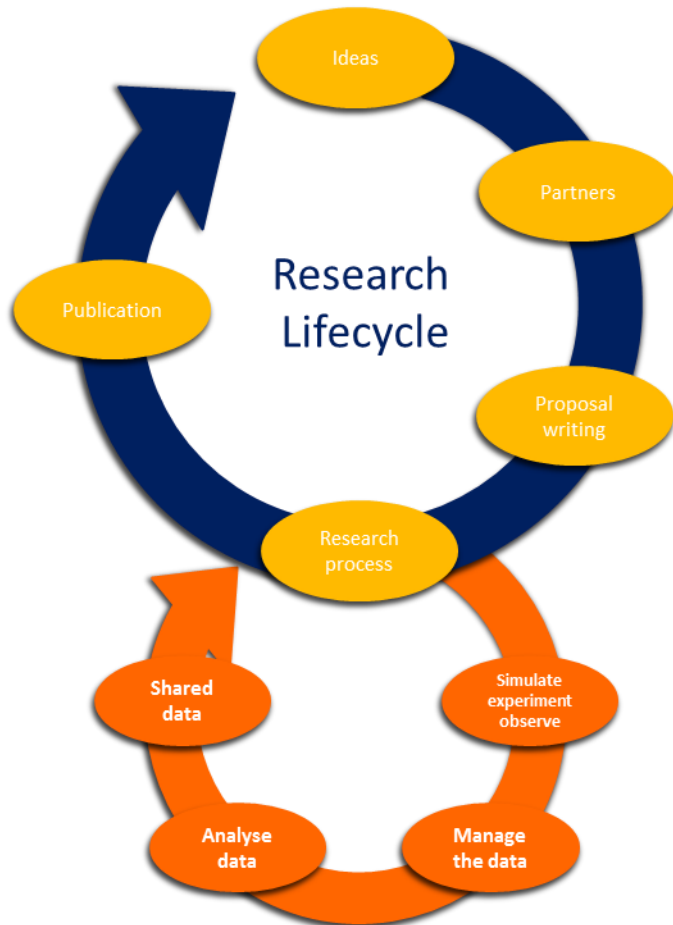 Ideas
Partners
Research
Lifecycle
Publication
Proposal
writing
Research
process
Shared
data
Simulate
experiment
observe
Analyse
data
Manage
the data